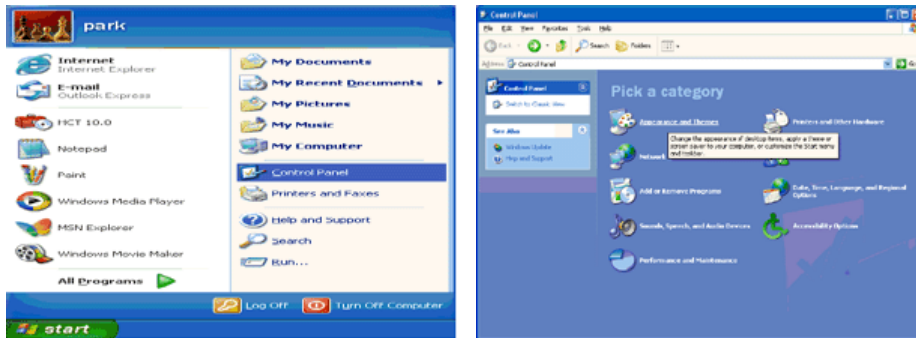 park
Internet
Internet Explorer
E-mail
Outlook Express
HCT 10.0
Notepad
Paint
Windows Media Player
MSN Explorer
Windows Movie Maker
All Programs
My Documents
My Recent Documents
My Pictures
My Music
My Computer
Control Panel
Printers and Faxes
Help and Support
Search
Run...
Log Off
Turn Off Computer
start
Control Panel
File Edit View Favorites Tools Help
Back Search Folders
Address Control Panel Go
Control Panel
Switch to Classic View
See Also
Windows Update
Help and Support
Pick a category
Appearance and Themes
Printers and Other Hardware
Change the appearance of desktop items, apply a theme or
screen saver to your computer, or customize the Start menu
and taskbar.
Network
Add or Remove Programs
Date, Time, Language, and Regional
Options
Sounds, Speech, and Audio Devices
Accessibility Options
Performance and Maintenance